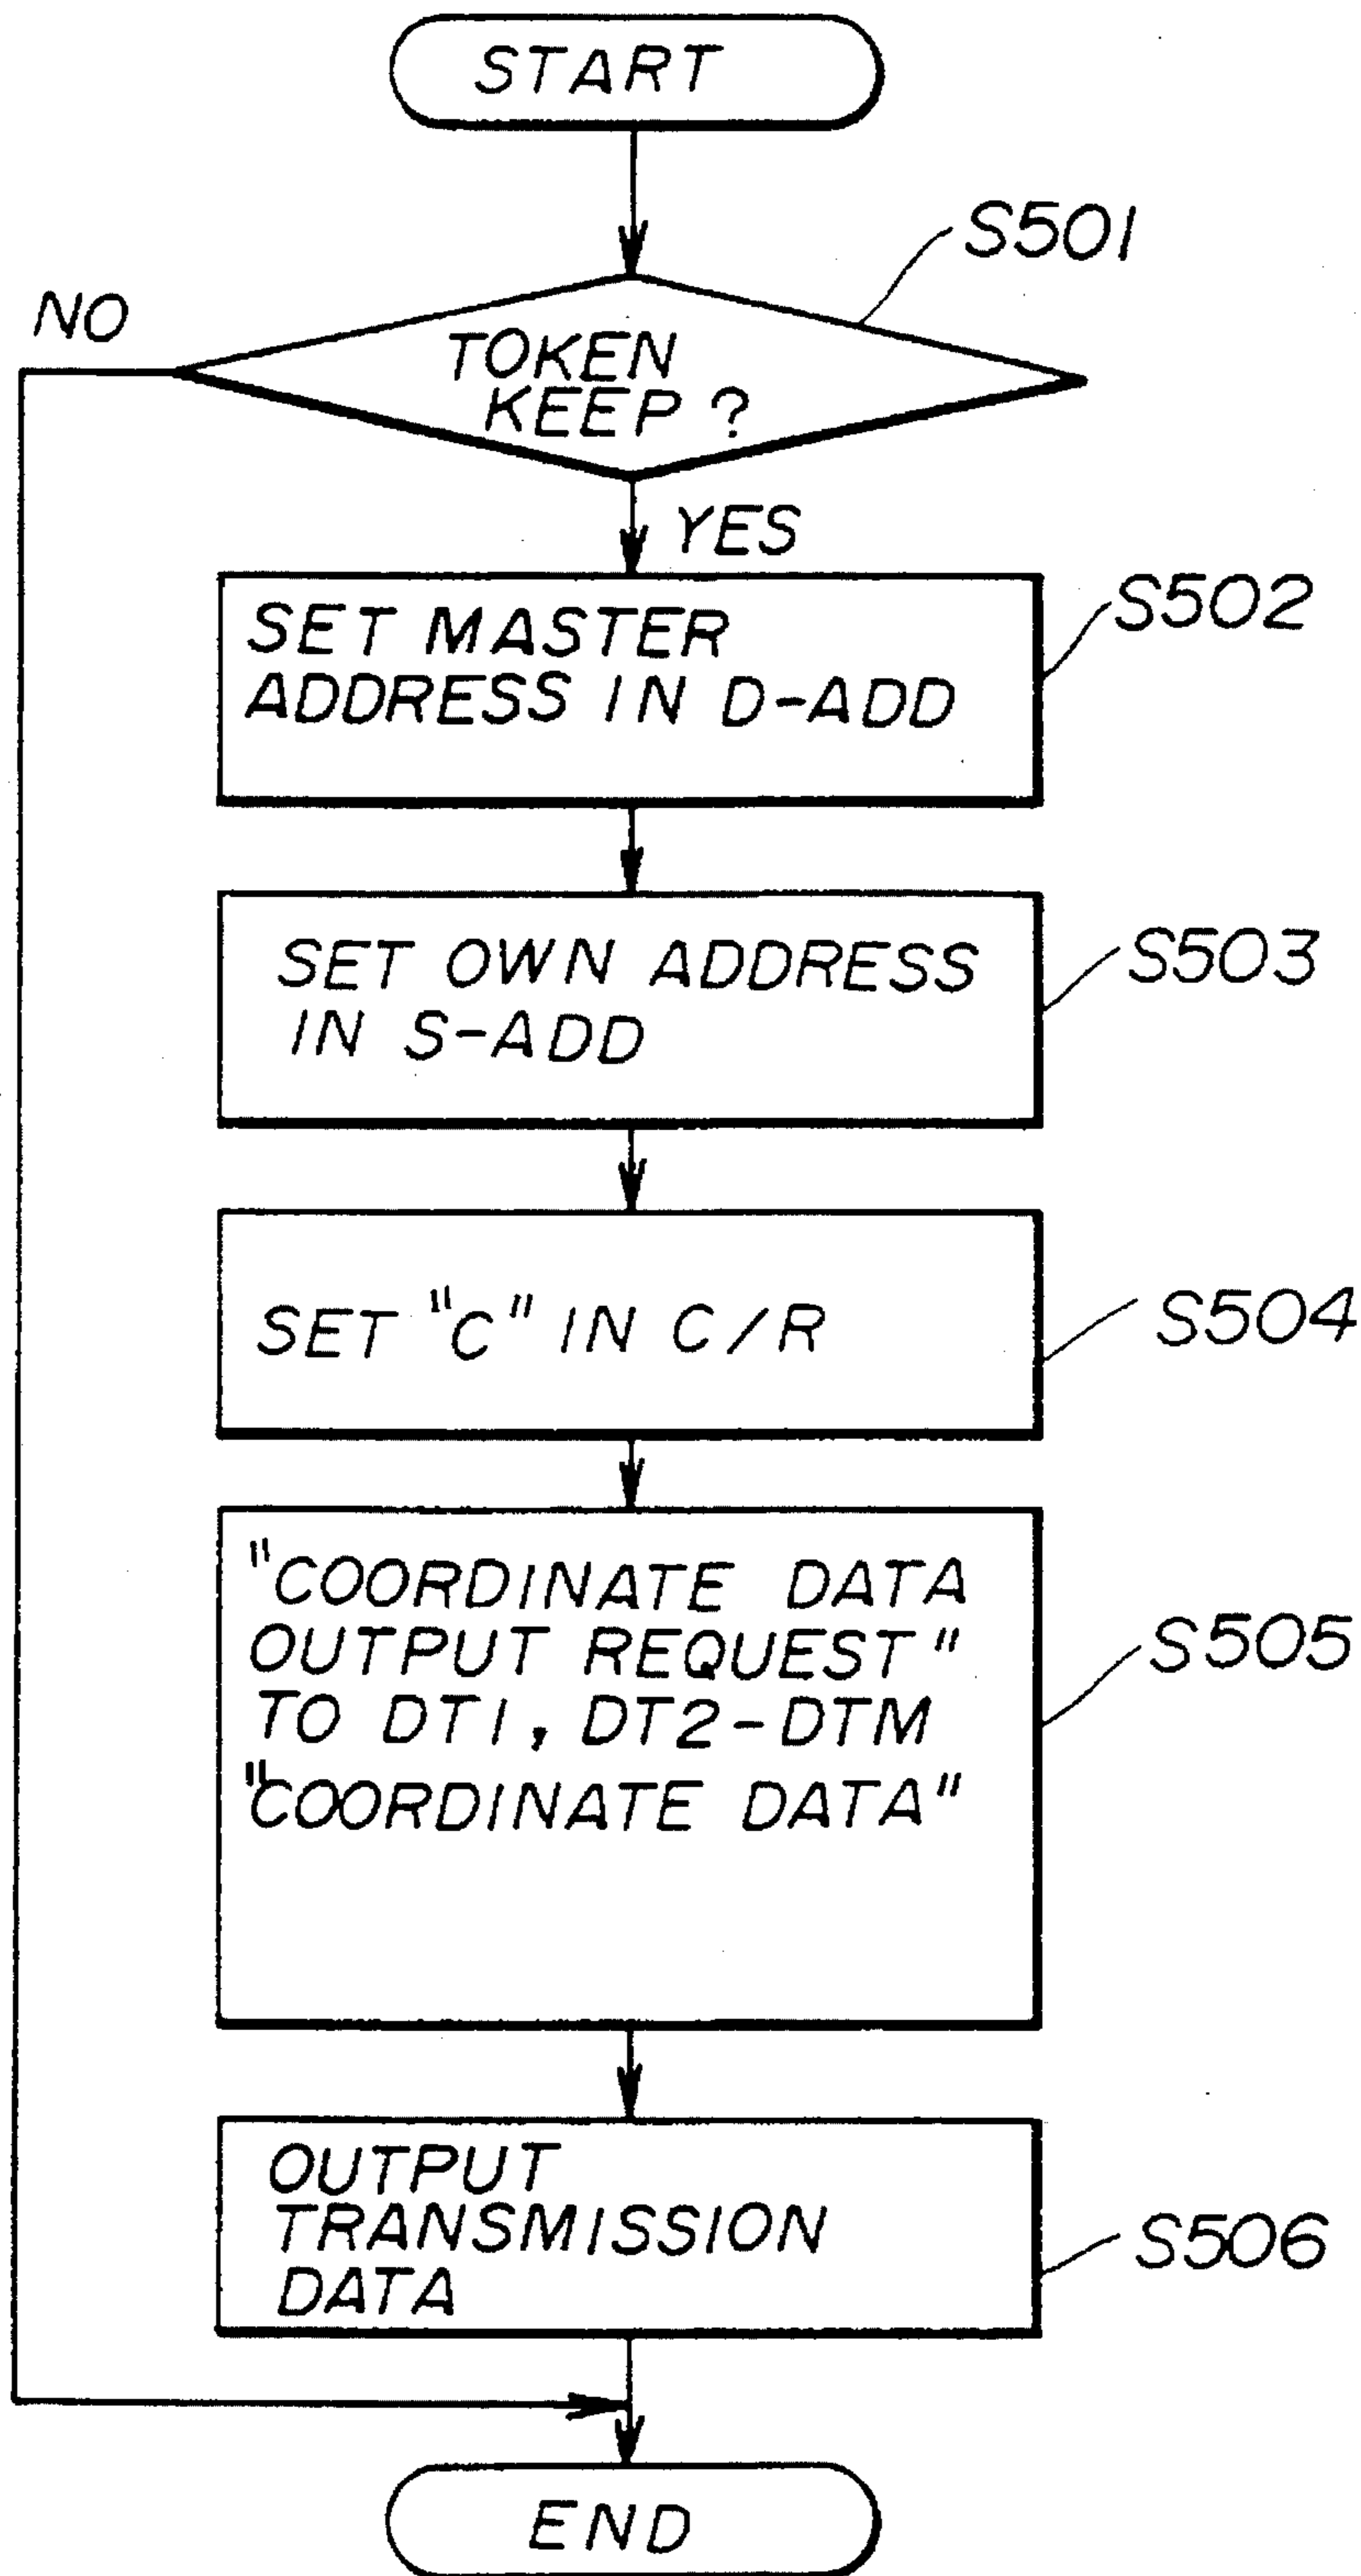 START
S501
NO
TOKEN
KEEP?
YES
SET MASTER
ADDRESS IN D-ADD
S502
SET OWN ADDRESS
IN S-ADD
S503
SET "C" IN C/R
S504
"COORDINATE DATA
OUTPUT REQUEST"
TO DT1, DT2-DTM
"COORDINATE DATA"
S505
OUTPUT
TRANSMISSION
DATA
S506
END